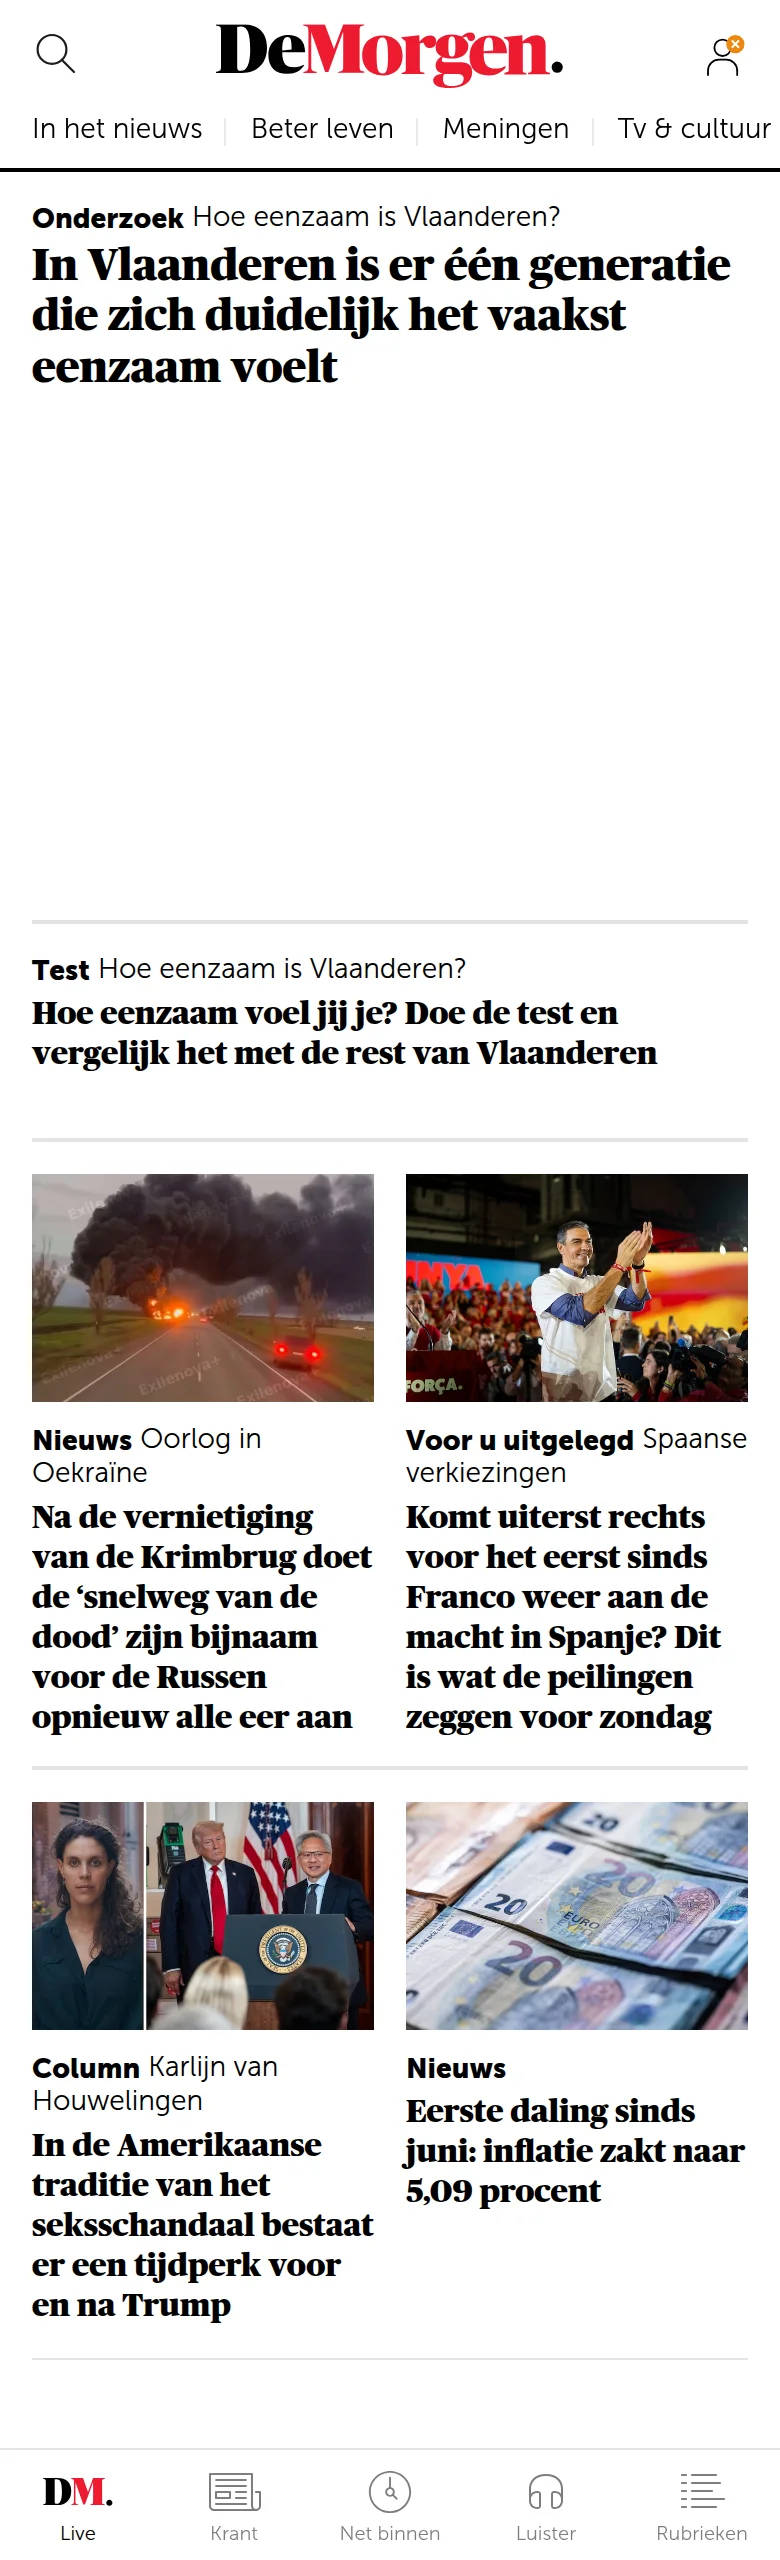 DeMorgen.
In het nieuws
Beter leven
Meningen
Tv & cultuur
Onderzoek Hoe eenzaam is Vlaanderen?
In Vlaanderen is er één generatie
die zich duidelijk het vaakst
eenzaam voelt
Test Hoe eenzaam is Vlaanderen?
Hoe eenzaam voel jij je? Doe de test en
vergelijk het met de rest van Vlaanderen
Exilenova+
FORÇA.
Nieuws Oorlog in
Oekraïne
Na de vernietiging
van de Krimbrug doet
de ‘snelweg van de
dood’ zijn bijnaam
voor de Russen
opnieuw alle eer aan
Voor u uitgelegd Spaanse
verkiezingen
Komt uiterst rechts
voor het eerst sinds
Franco weer aan de
macht in Spanje? Dit
is wat de peilingen
zeggen voor zondag
20
20
EURO
20
Column Karlijn van
Houwelingen
In de Amerikaanse
traditie van het
seksschandaal bestaat
er een tijdperk voor
en na Trump
Nieuws
Eerste daling sinds
juni: inflatie zakt naar
5,09 procent
DM.
Live
Krant
Net binnen
Luister
Rubrieken